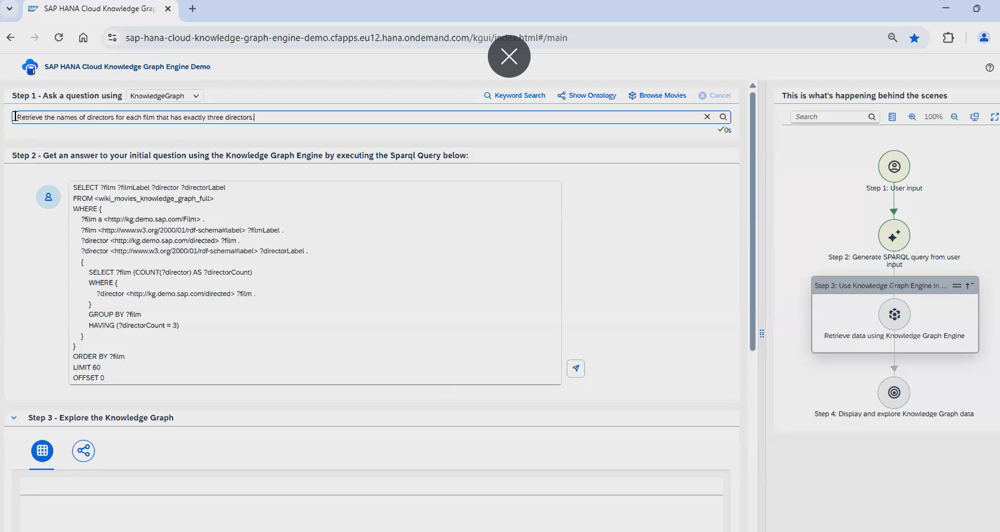 SAP HANA Cloud Knowledge Grap
sap-hana-cloud-knowledge-graph-engine-demo.cfapps.eu12.hana.ondemand.com/kgui/index.html#/main
SAP HANA Cloud Knowledge Graph Engine Demo
Step 1 - Ask a question using KnowledgeGraph
Keyword Search Show Ontology Browse Movies Cancel
Retrieve the names of directors for each film that has exactly three directors.
0s
Step 2 - Get an answer to your initial question using the Knowledge Graph Engine by executing the Sparql Query below:
SELECT ?film ?filmLabel ?director ?directorLabel
FROM <wiki_movies_knowledge_graph_full>
WHERE {
?film a <http://kg.demo.sap.com/Film> .
?film <http://www.w3.org/2000/01/rdf-schema#label> ?filmLabel .
?director <http://kg.demo.sap.com/directed> ?film .
?director <http://www.w3.org/2000/01/rdf-schema#label> ?directorLabel .
{
SELECT ?film (COUNT(?director) AS ?directorCount)
WHERE {
?director <http://kg.demo.sap.com/directed> ?film .
}
GROUP BY ?film
HAVING (?directorCount = 3)
}
}
ORDER BY ?film
LIMIT 60
OFFSET 0
Step 3 - Explore the Knowledge Graph
This is what's happening behind the scenes
Search 100%
Step 1: User input
Step 2: Generate SPARQL query from user
input
Step 3: Use Knowledge Graph Engine in ...
Retrieve data using Knowledge Graph Engine
Step 4: Display and explore Knowledge Graph data